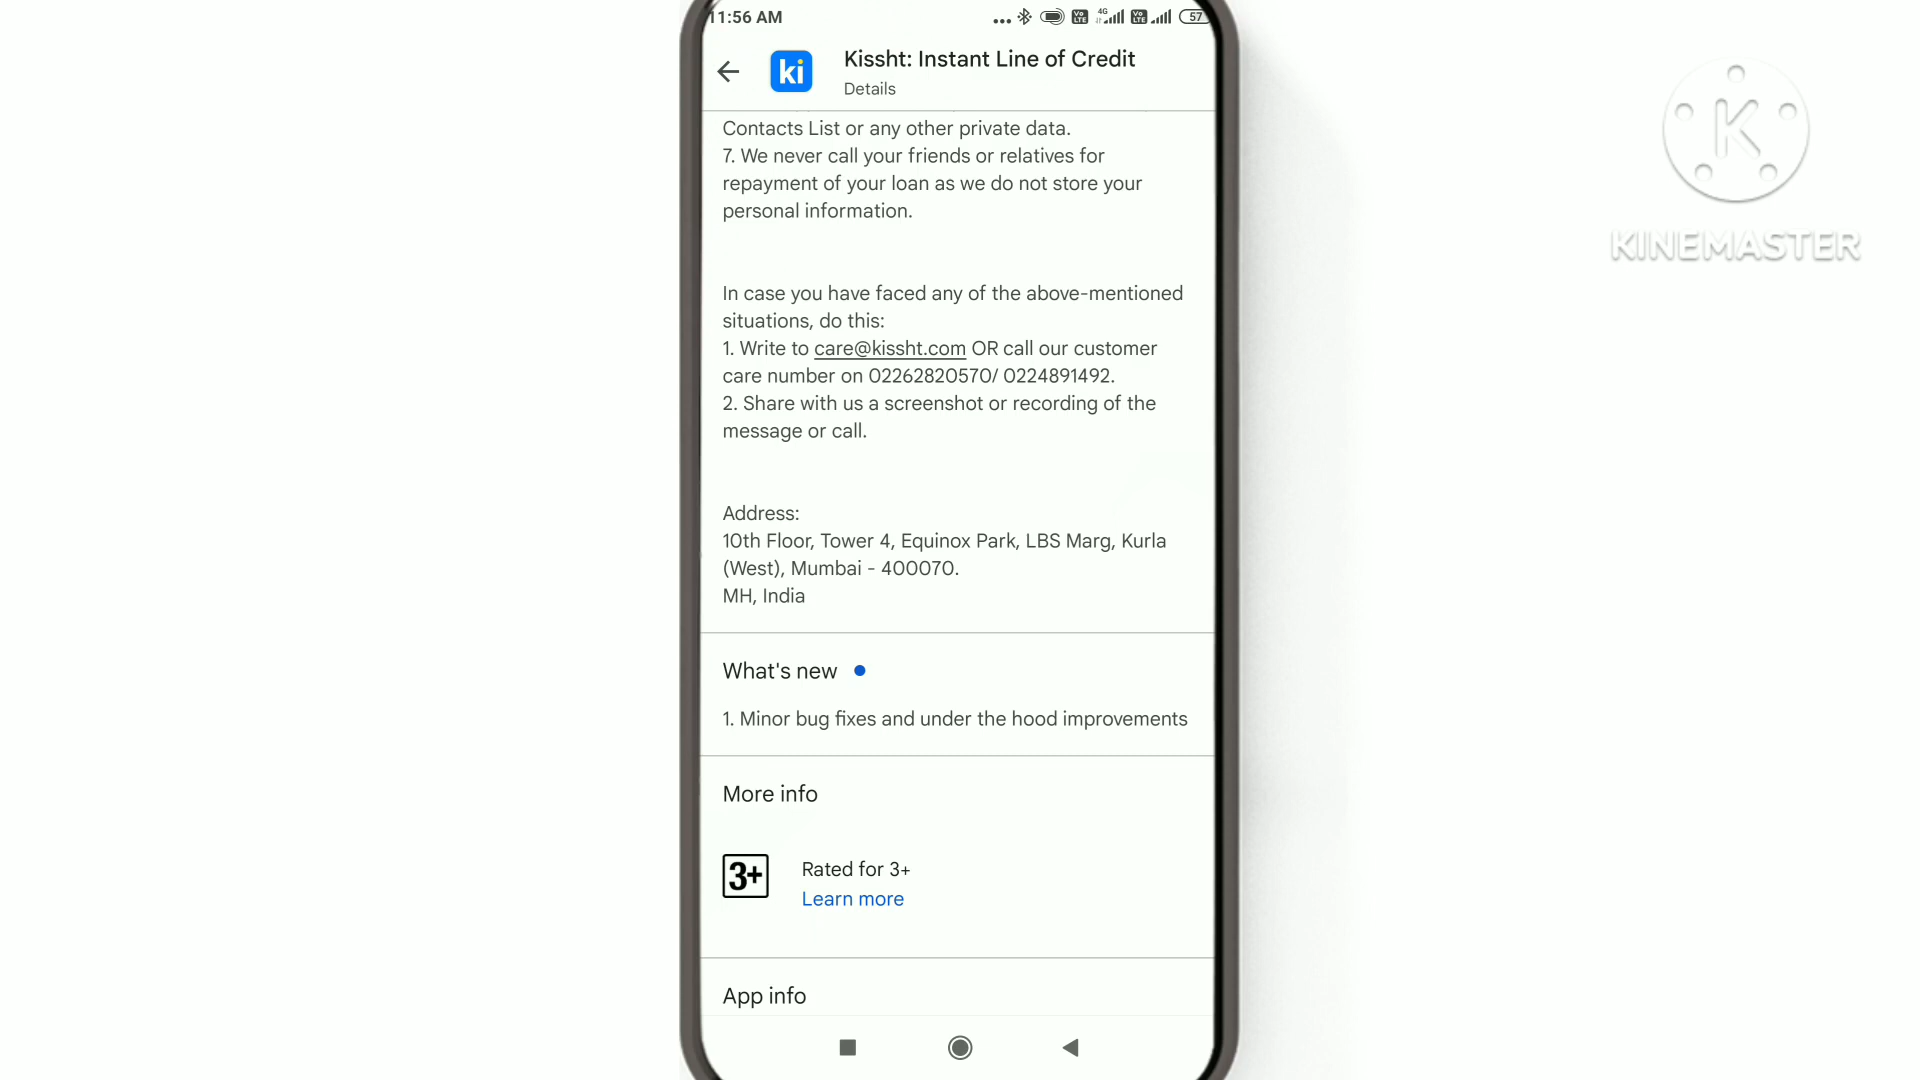 11:56 AM
4G
Vo LTE
Vo LTE
57
ki
Kissht: Instant Line of Credit
Details
Contacts List or any other private data.
7. We never call your friends or relatives for
repayment of your loan as we do not store your
personal information.
In case you have faced any of the above-mentioned
situations, do this:
1. Write to care@kissht.com OR call our customer
care number on 02262820570/ 0224891492.
2. Share with us a screenshot or recording of the
message or call.
Address:
10th Floor, Tower 4, Equinox Park, LBS Marg, Kurla
(West), Mumbai - 400070.
MH, India
What's new
1. Minor bug fixes and under the hood improvements
More info
3+
Rated for 3+
Learn more
App info
K
KINEMASTER